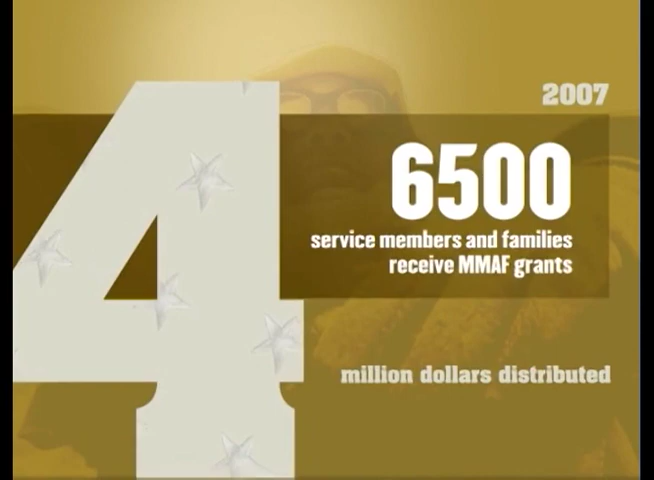 2007
4
6500
service members and families
receive MMAF grants
million dollars distributed